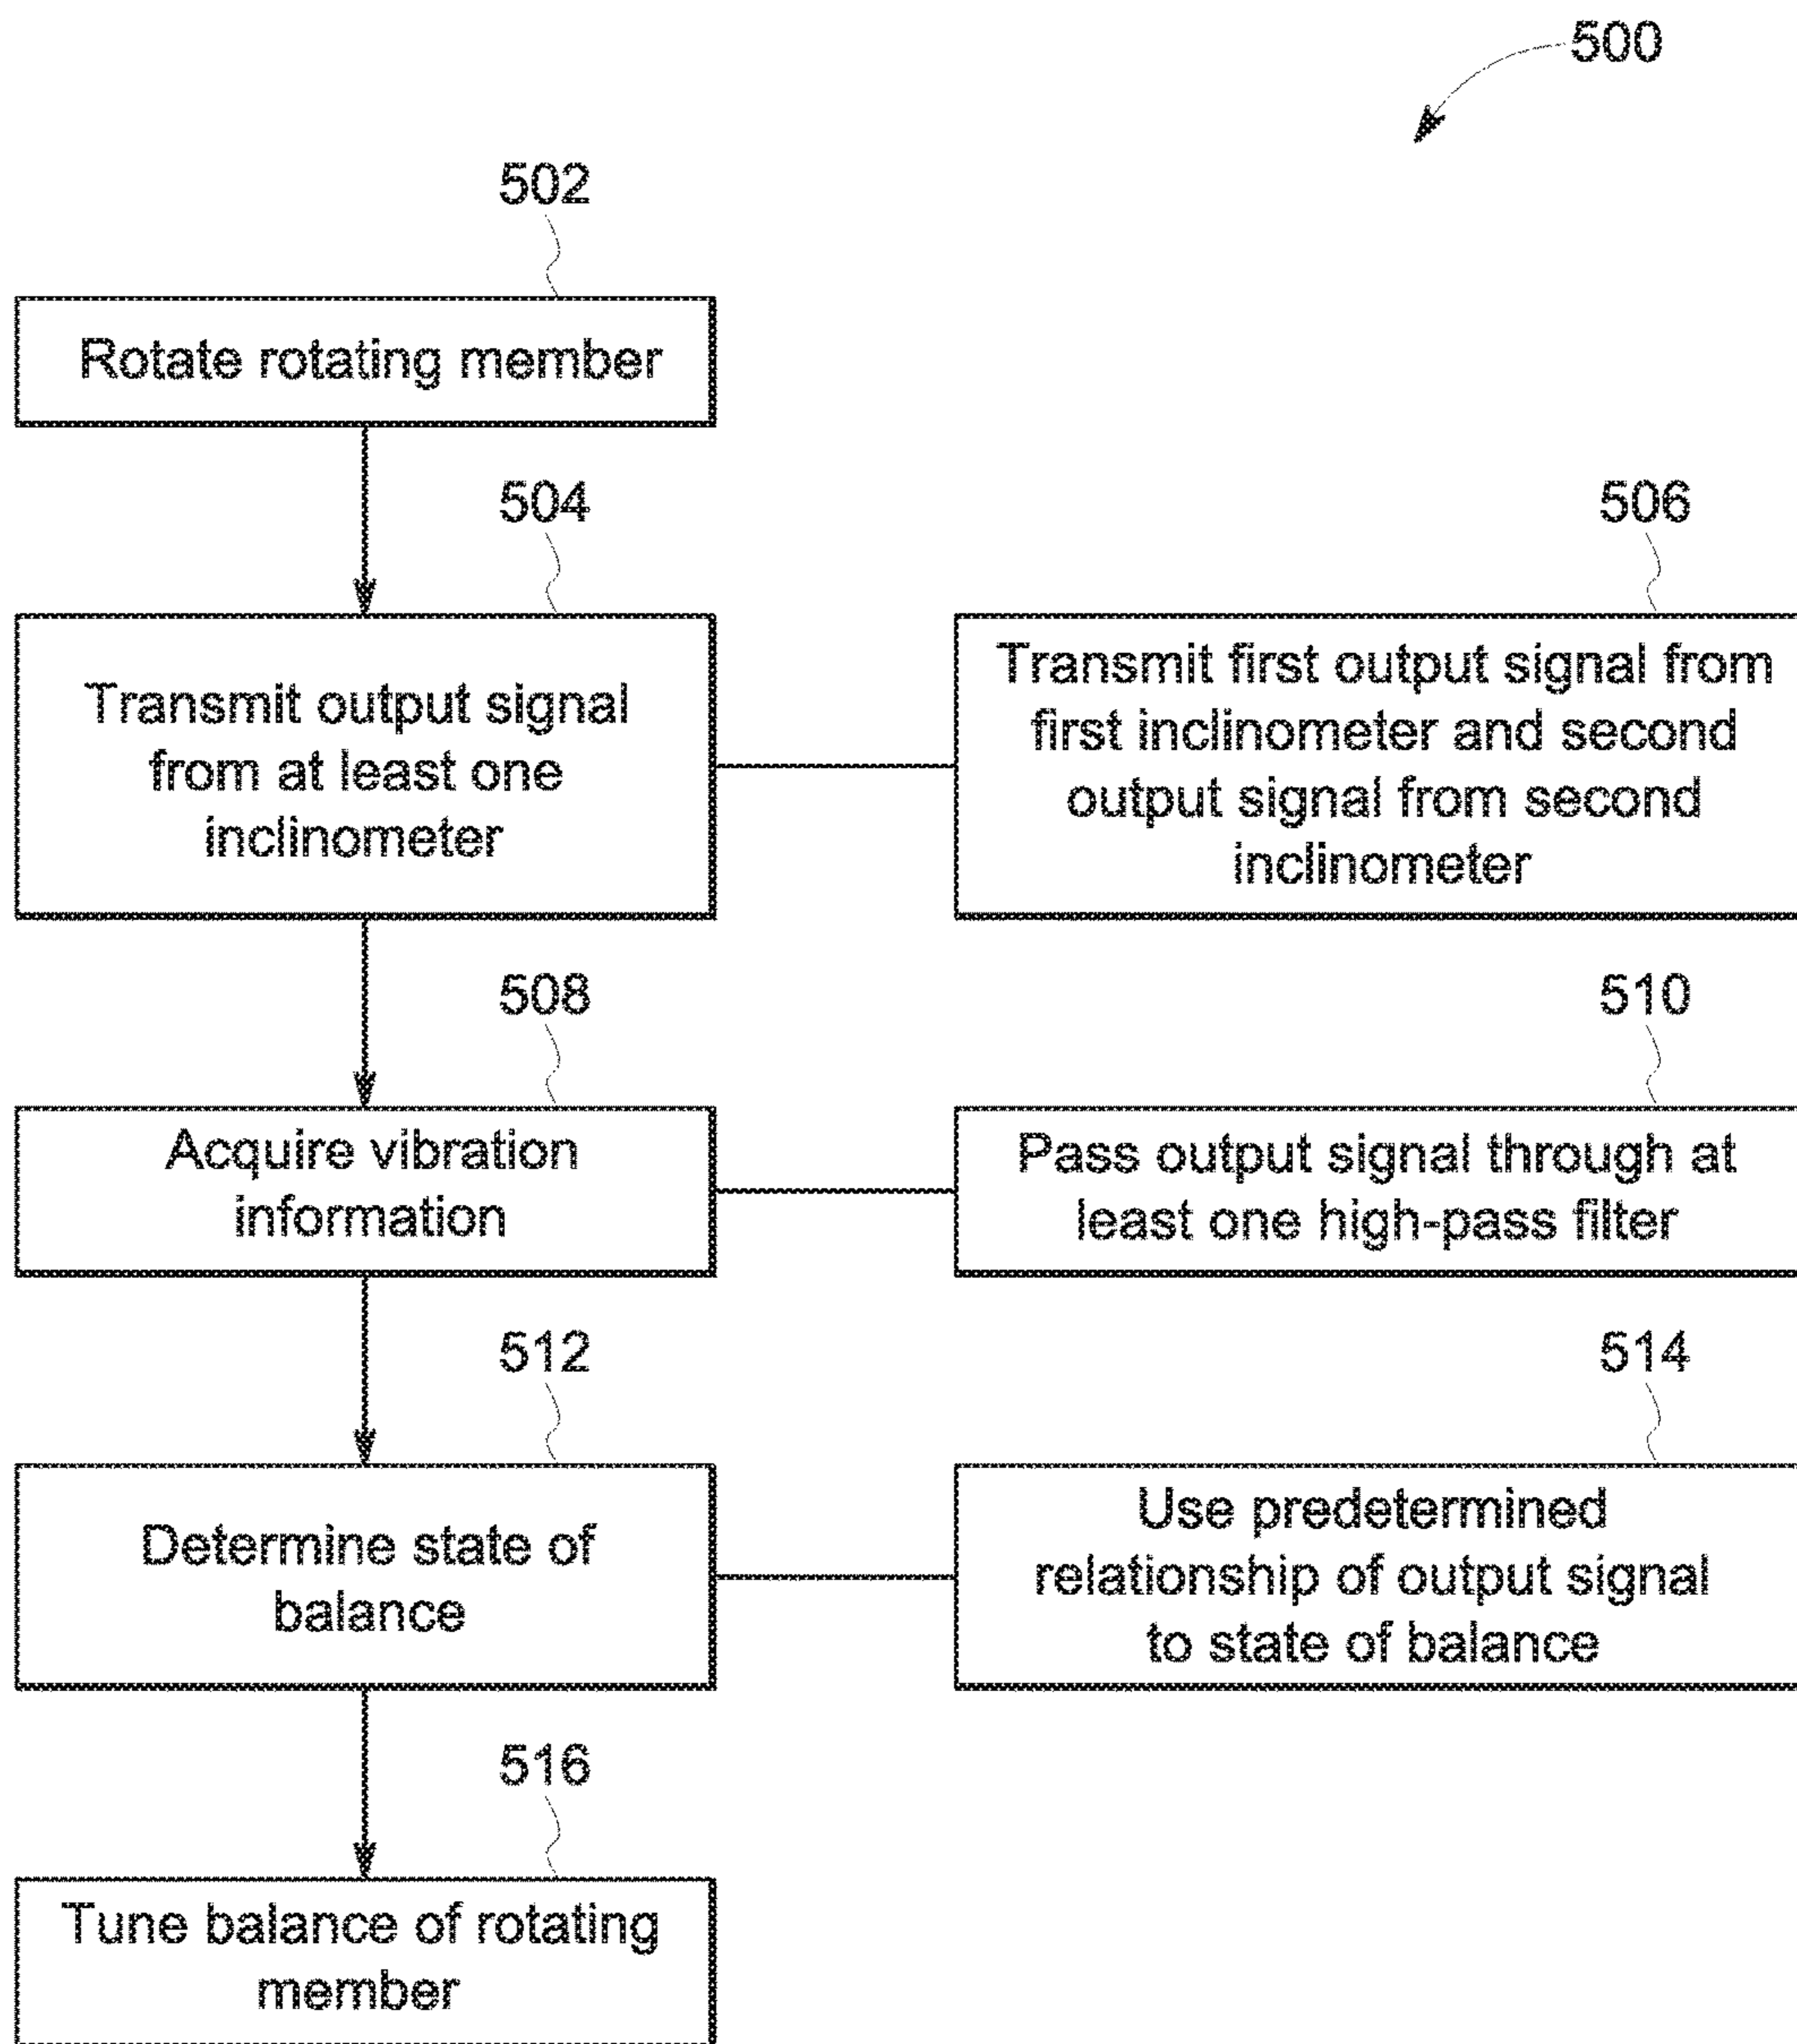 500
502
Rotate rotating member
504
Transmit output signal
from at least one
inclinometer
506
Transmit first output signal from
first inclinometer and second
output signal from second
inclinometer
508
Acquire vibration
information
510
Pass output signal through at
least one high-pass filter
512
Determine state of
balance
514
Use predetermined
relationship of output signal
to state of balance
516
Tune balance of rotating
member